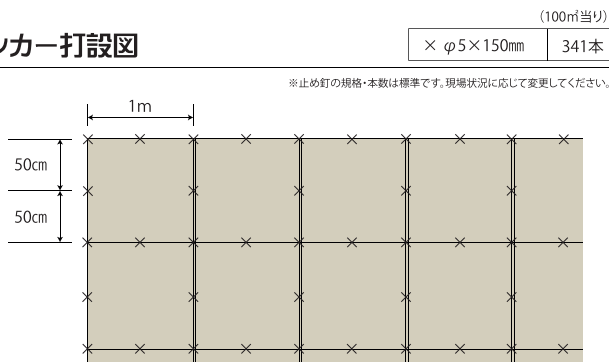 (100㎡当り)
ンカー打設図
× φ5×150mm 341本
※止め釘の規格・本数は標準です。現場状況に応じて変更してください。
1m
50cm
50cm